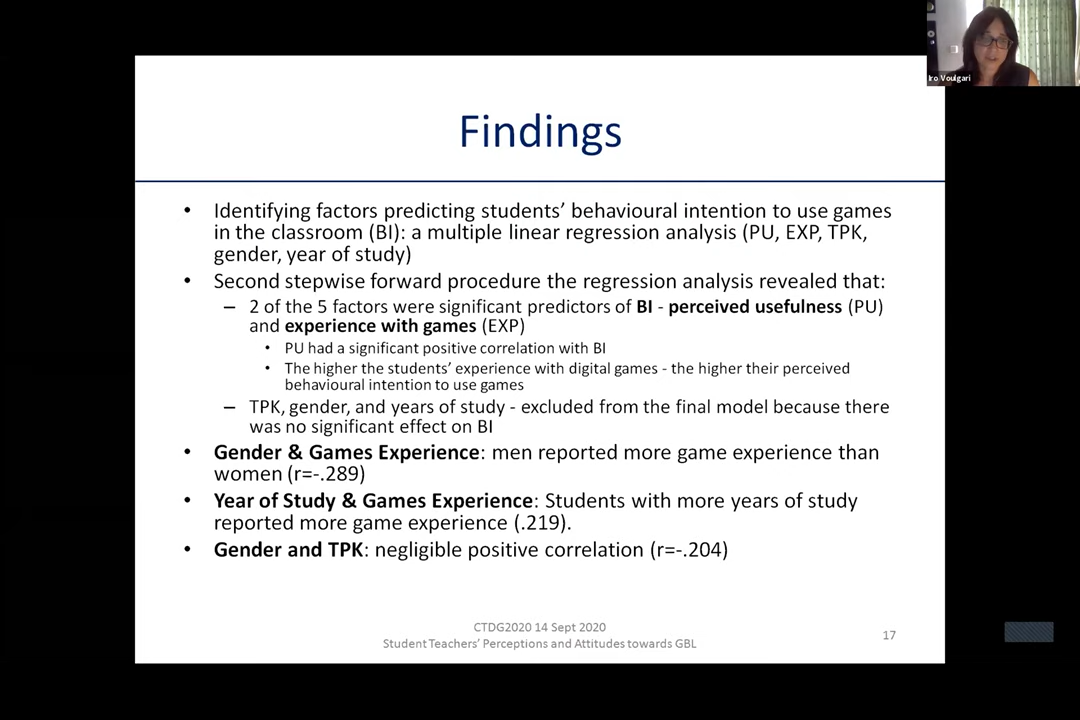 Iro Voulgari
Findings
• Identifying factors predicting students’ behavioural intention to use games
in the classroom (BI): a multiple linear regression analysis (PU, EXP, TPK,
gender, year of study)
• Second stepwise forward procedure the regression analysis revealed that:
– 2 of the 5 factors were significant predictors of BI - perceived usefulness (PU)
and experience with games (EXP)
• PU had a significant positive correlation with BI
• The higher the students’ experience with digital games - the higher their perceived
behavioural intention to use games
– TPK, gender, and years of study - excluded from the final model because there
was no significant effect on BI
• Gender & Games Experience: men reported more game experience than
women (r=-.289)
• Year of Study & Games Experience: Students with more years of study
reported more game experience (.219).
• Gender and TPK: negligible positive correlation (r=-.204)
CTDG2020 14 Sept 2020
Student Teachers’ Perceptions and Attitudes towards GBL
17